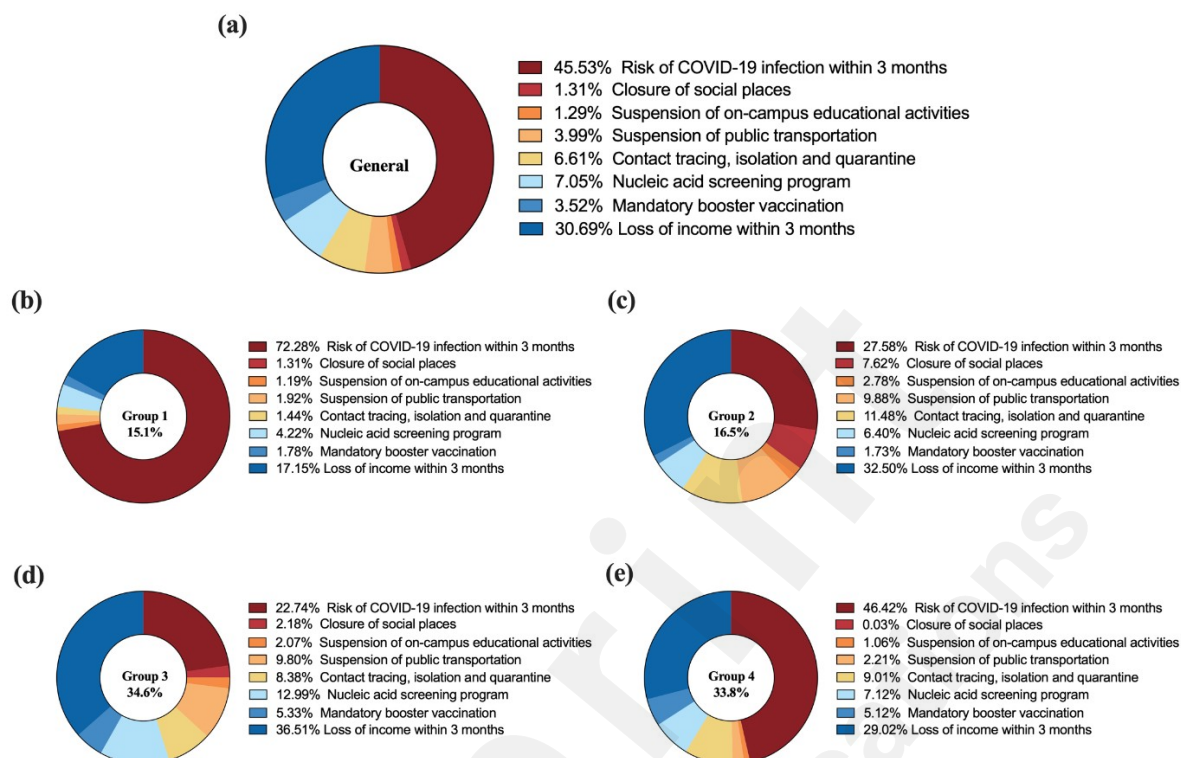 (a)
General
45.53% Risk of COVID-19 infection within 3 months
1.31% Closure of social places
1.29% Suspension of on-campus educational activities
3.99% Suspension of public transportation
6.61% Contact tracing, isolation and quarantine
7.05% Nucleic acid screening program
3.52% Mandatory booster vaccination
30.69% Loss of income within 3 months
(b)
Group 1
15.1%
72.28% Risk of COVID-19 infection within 3 months
1.31% Closure of social places
1.19% Suspension of on-campus educational activities
1.92% Suspension of public transportation
1.44% Contact tracing, isolation and quarantine
4.22% Nucleic acid screening program
1.78% Mandatory booster vaccination
17.15% Loss of income within 3 months
(c)
Group 2
16.5%
27.58% Risk of COVID-19 infection within 3 months
7.62% Closure of social places
2.78% Suspension of on-campus educational activities
9.88% Suspension of public transportation
11.48% Contact tracing, isolation and quarantine
6.40% Nucleic acid screening program
1.73% Mandatory booster vaccination
32.50% Loss of income within 3 months
(d)
Group 3
34.6%
22.74% Risk of COVID-19 infection within 3 months
2.18% Closure of social places
2.07% Suspension of on-campus educational activities
9.80% Suspension of public transportation
8.38% Contact tracing, isolation and quarantine
12.99% Nucleic acid screening program
5.33% Mandatory booster vaccination
36.51% Loss of income within 3 months
(e)
Group 4
33.8%
46.42% Risk of COVID-19 infection within 3 months
0.03% Closure of social places
1.06% Suspension of on-campus educational activities
2.21% Suspension of public transportation
9.01% Contact tracing, isolation and quarantine
7.12% Nucleic acid screening program
5.12% Mandatory booster vaccination
29.02% Loss of income within 3 months